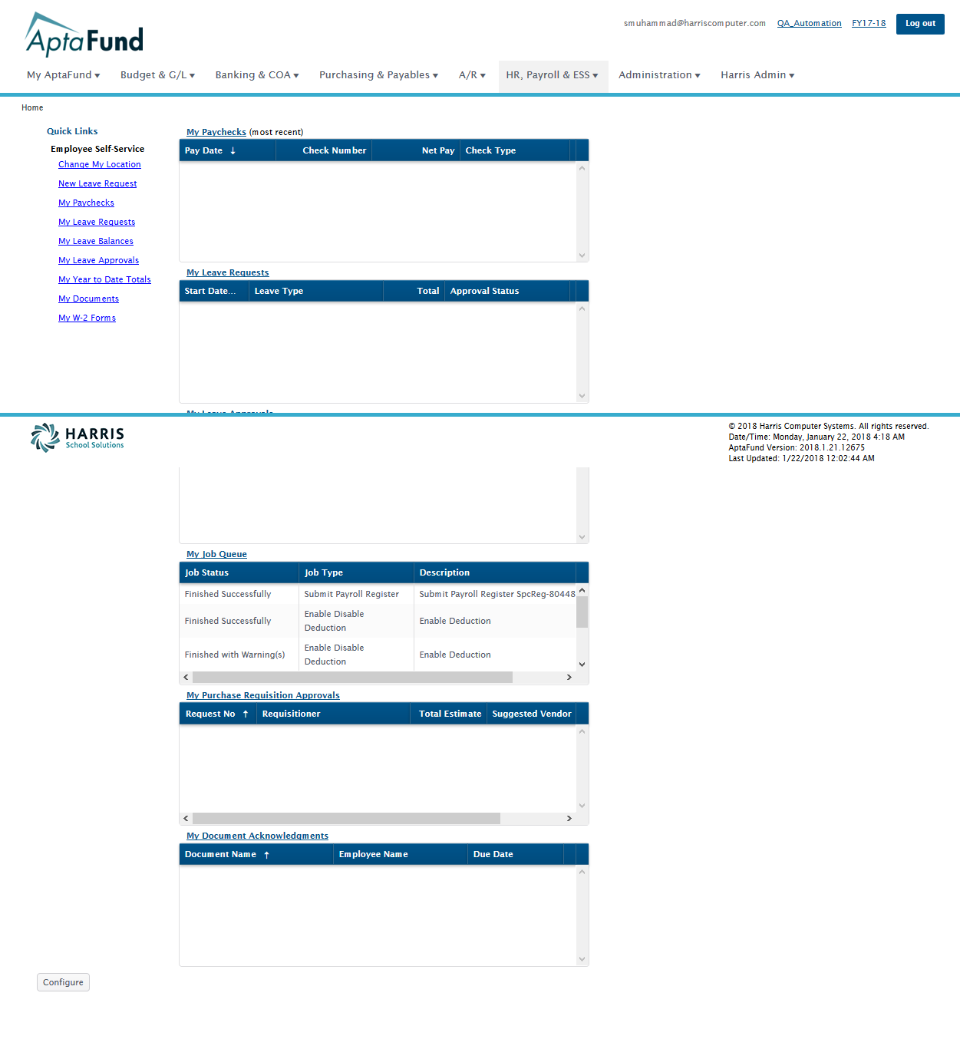 smuhammad@harriscomputer.com QA_Automation FY17-18 Log out
AptaFund
My AptaFund Budget & G/L Banking & COA Purchasing & Payables A/R HR, Payroll & ESS Administration Harris Admin
Home
Quick Links
Employee Self-Service
Change My Location
New Leave Request
My Paychecks
My Leave Requests
My Leave Balances
My Leave Approvals
My Year to Date Totals
My Documents
My W-2 Forms
My Paychecks (most recent)
Pay Date Check Number Net Pay Check Type
My Leave Requests
Start Date... Leave Type Total Approval Status
My Leave Approvals
HARRIS
School Solutions
© 2018 Harris Computer Systems. All rights reserved.
Date/Time: Monday, January 22, 2018 4:18 AM
AptaFund Version: 2018.1.21.12675
Last Updated: 1/22/2018 12:02:44 AM
My Job Queue
Job Status Job Type Description
Finished Successfully Submit Payroll Register Submit Payroll Register SpcReg-80448
Finished Successfully Enable Disable Deduction Enable Deduction
Finished with Warning(s) Enable Disable Deduction Enable Deduction
My Purchase Requisition Approvals
Request No Requisitioner Total Estimate Suggested Vendor
My Document Acknowledgments
Document Name Employee Name Due Date
Configure